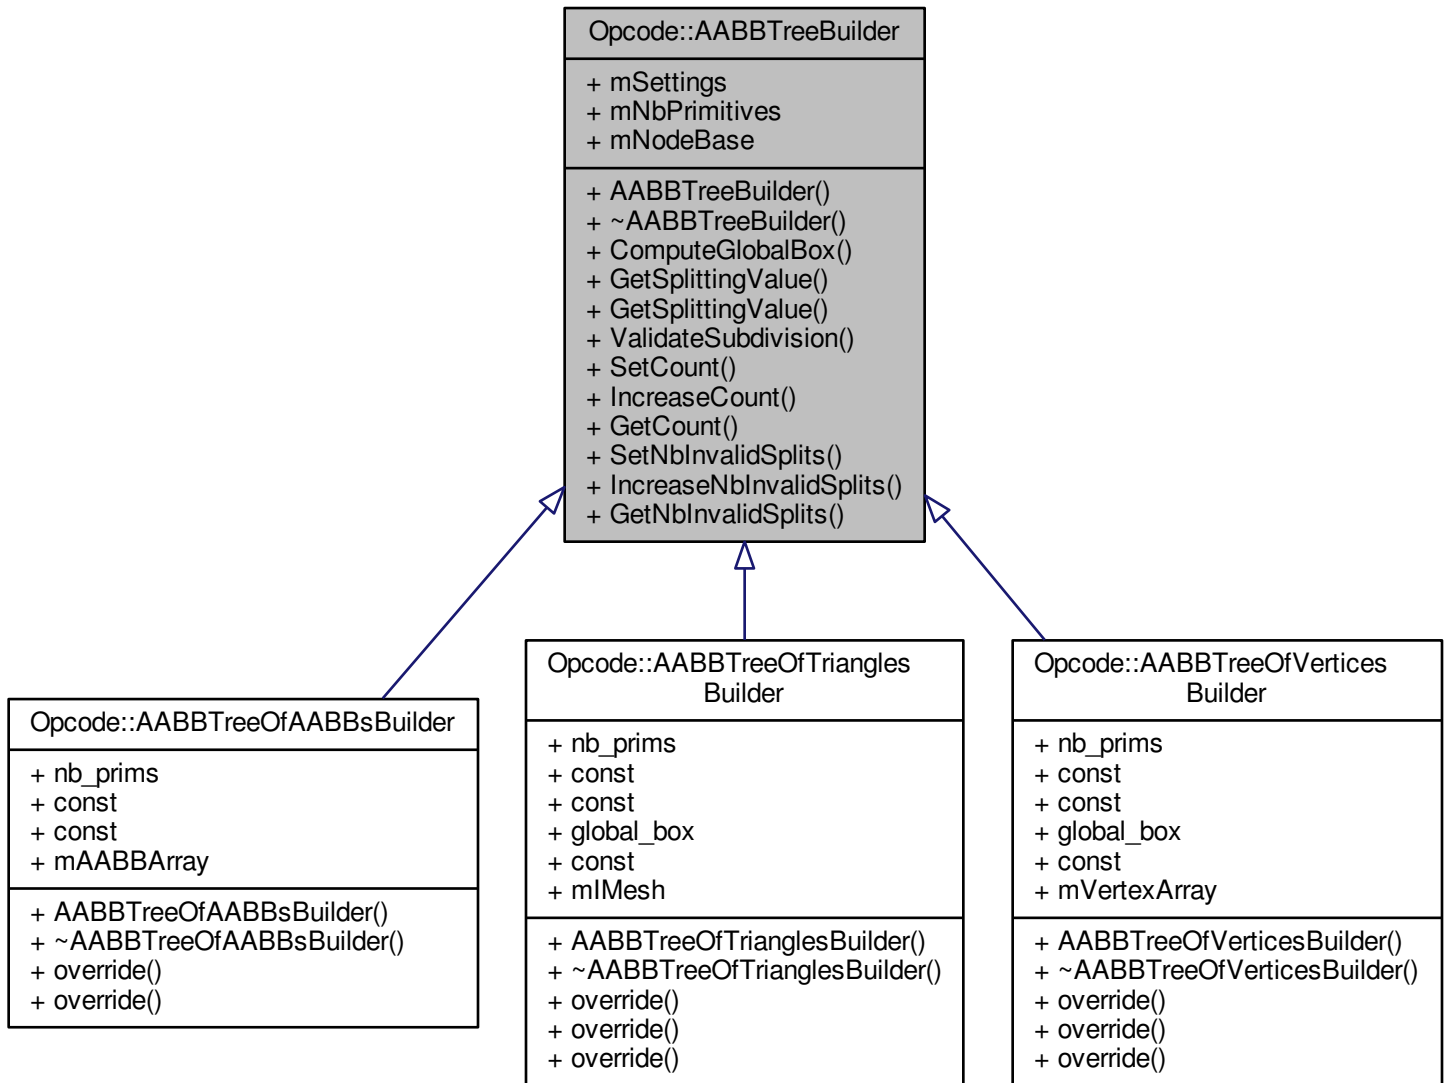 Opcode::AABBTreeBuilder
+ mSettings
+ mNbPrimitives
+ mNodeBase
+ AABBTreeBuilder()
+ ~AABBTreeBuilder()
+ ComputeGlobalBox()
+ GetSplittingValue()
+ GetSplittingValue()
+ ValidateSubdivision()
+ SetCount()
+ IncreaseCount()
+ GetCount()
+ SetNbInvalidSplits()
+ IncreaseNbInvalidSplits()
+ GetNbInvalidSplits()
Opcode::AABBTreeOfAABBsBuilder
+ nb_prims
+ const
+ const
+ mAABBArray
+ AABBTreeOfAABBsBuilder()
+ ~AABBTreeOfAABBsBuilder()
+ override()
+ override()
Opcode::AABBTreeOfTriangles
Builder
+ nb_prims
+ const
+ const
+ global_box
+ const
+ mIMesh
+ AABBTreeOfTrianglesBuilder()
+ ~AABBTreeOfTrianglesBuilder()
+ override()
+ override()
+ override()
Opcode::AABBTreeOfVertices
Builder
+ nb_prims
+ const
+ const
+ global_box
+ const
+ mVertexArray
+ AABBTreeOfVerticesBuilder()
+ ~AABBTreeOfVerticesBuilder()
+ override()
+ override()
+ override()